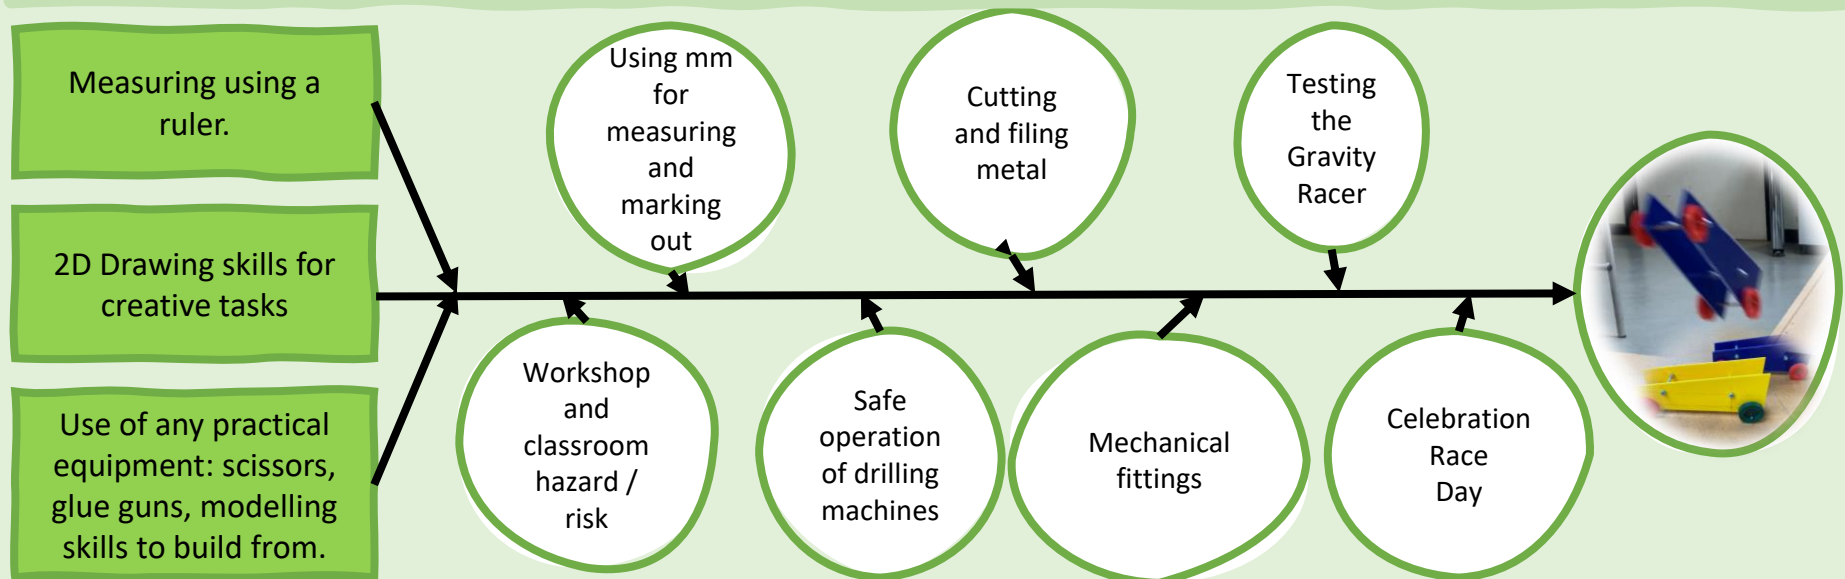 Measuring using a
ruler.
2D Drawing skills for
creative tasks
Use of any practical
equipment: scissors,
glue guns, modelling
skills to build from.
Using mm
for
measuring
and
marking
out
Cutting
and filing
metal
Testing
the
Gravity
Racer
Workshop
and
classroom
hazard /
risk
Safe
operation
of drilling
machines
Mechanical
fittings
Celebration
Race
Day